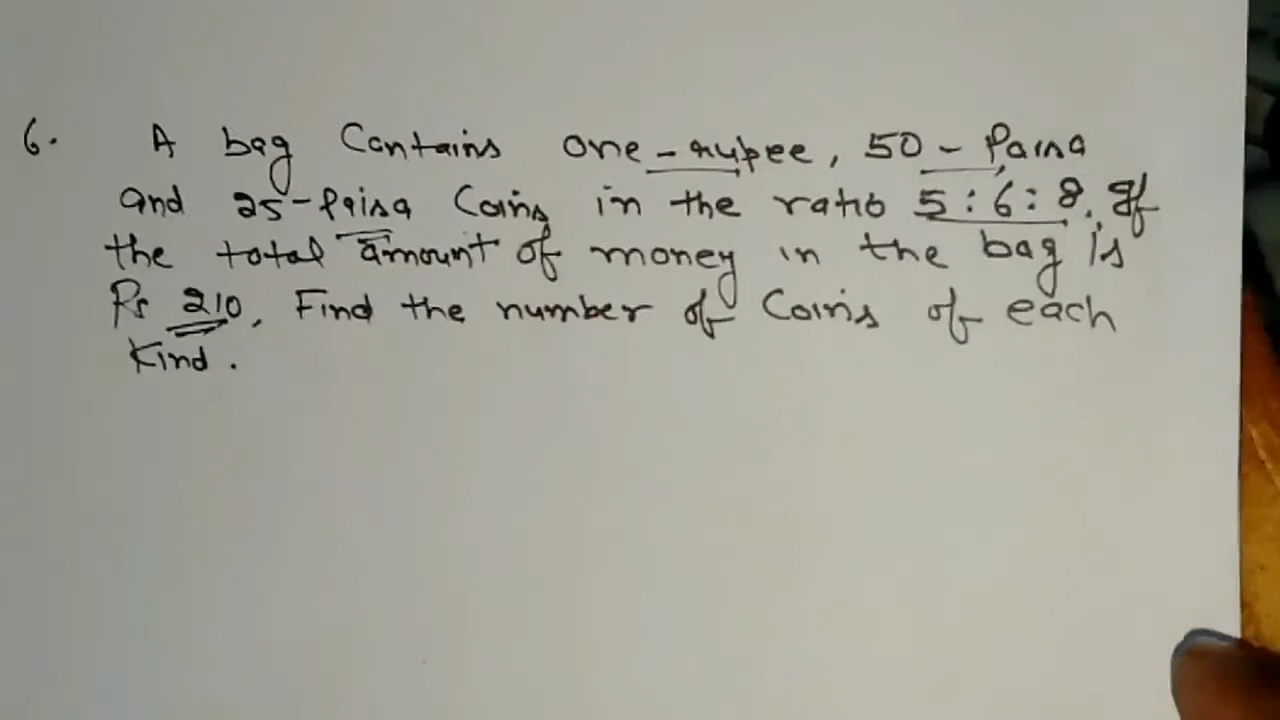 6. A bag Contains one-rupee, 50-Paisa
and 25-Paisa Coins in the ratio 5:6:8. If
the total amount of money in the bag is
Rs 210, Find the number of Coins of each
Kind.